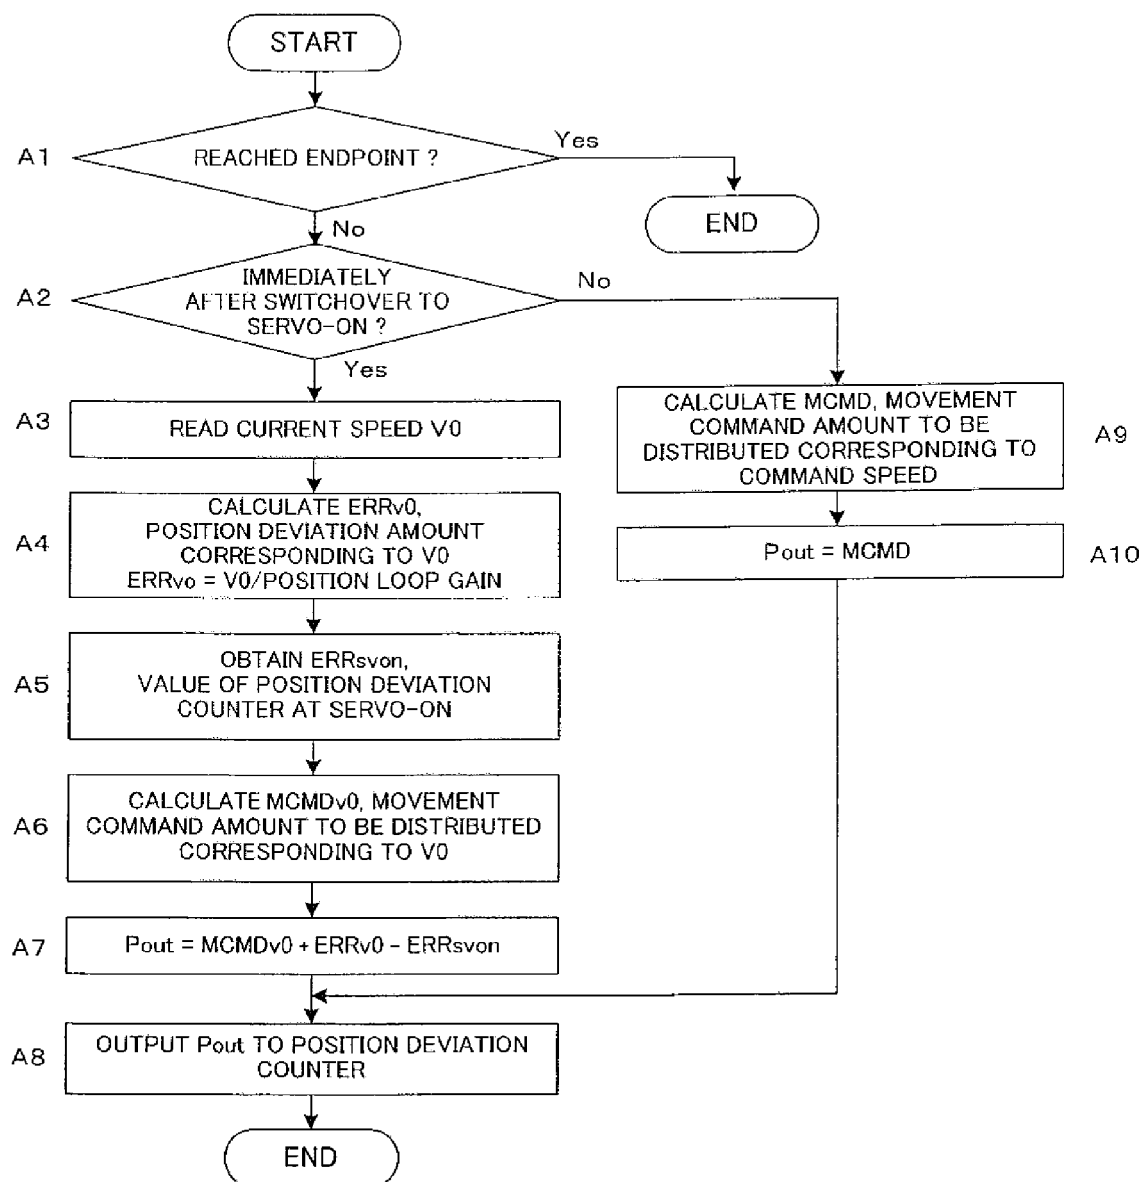 START
A1
REACHED ENDPOINT ?
Yes
END
No
A2
IMMEDIATELY
AFTER SWITCHOVER TO
SERVO-ON ?
No
Yes
A3
READ CURRENT SPEED V0
CALCULATE MCMD, MOVEMENT
COMMAND AMOUNT TO BE
DISTRIBUTED CORRESPONDING TO
COMMAND SPEED
A9
A4
CALCULATE ERRv0,
POSITION DEVIATION AMOUNT
CORRESPONDING TO V0
ERRvo = V0/POSITION LOOP GAIN
Pout = MCMD
A10
A5
OBTAIN ERRsvon,
VALUE OF POSITION DEVIATION
COUNTER AT SERVO-ON
A6
CALCULATE MCMDv0, MOVEMENT
COMMAND AMOUNT TO BE DISTRIBUTED
CORRESPONDING TO V0
A7
Pout = MCMDv0 + ERRv0 - ERRsvon
A8
OUTPUT Pout TO POSITION DEVIATION
COUNTER
END